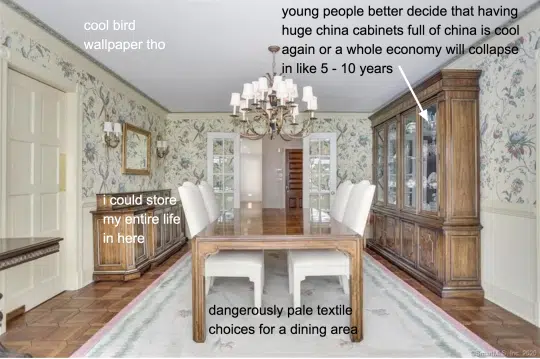 cool bird
wallpaper tho
young people better decide that having
huge china cabinets full of china is cool
again or a whole economy will collapse
in like 5 - 10 years
i could store
my entire life
in here
dangerously pale textile
choices for a dining area